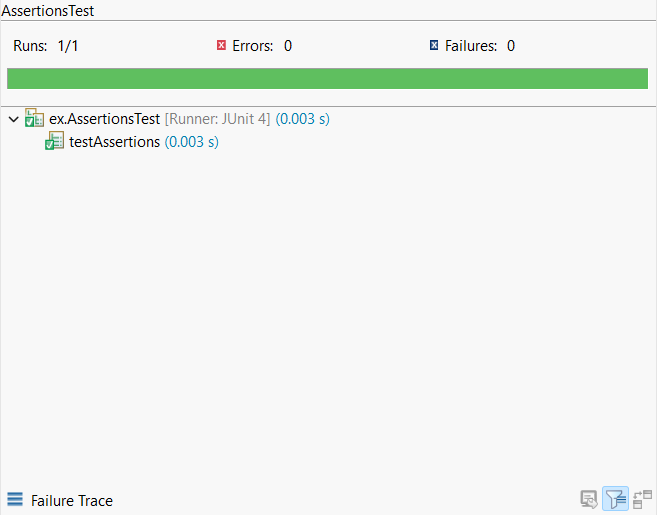 AssertionsTest
Runs: 1/1 Errors: 0 Failures: 0
ex.AssertionsTest [Runner: JUnit 4] (0.003 s)
testAssertions (0.003 s)
Failure Trace